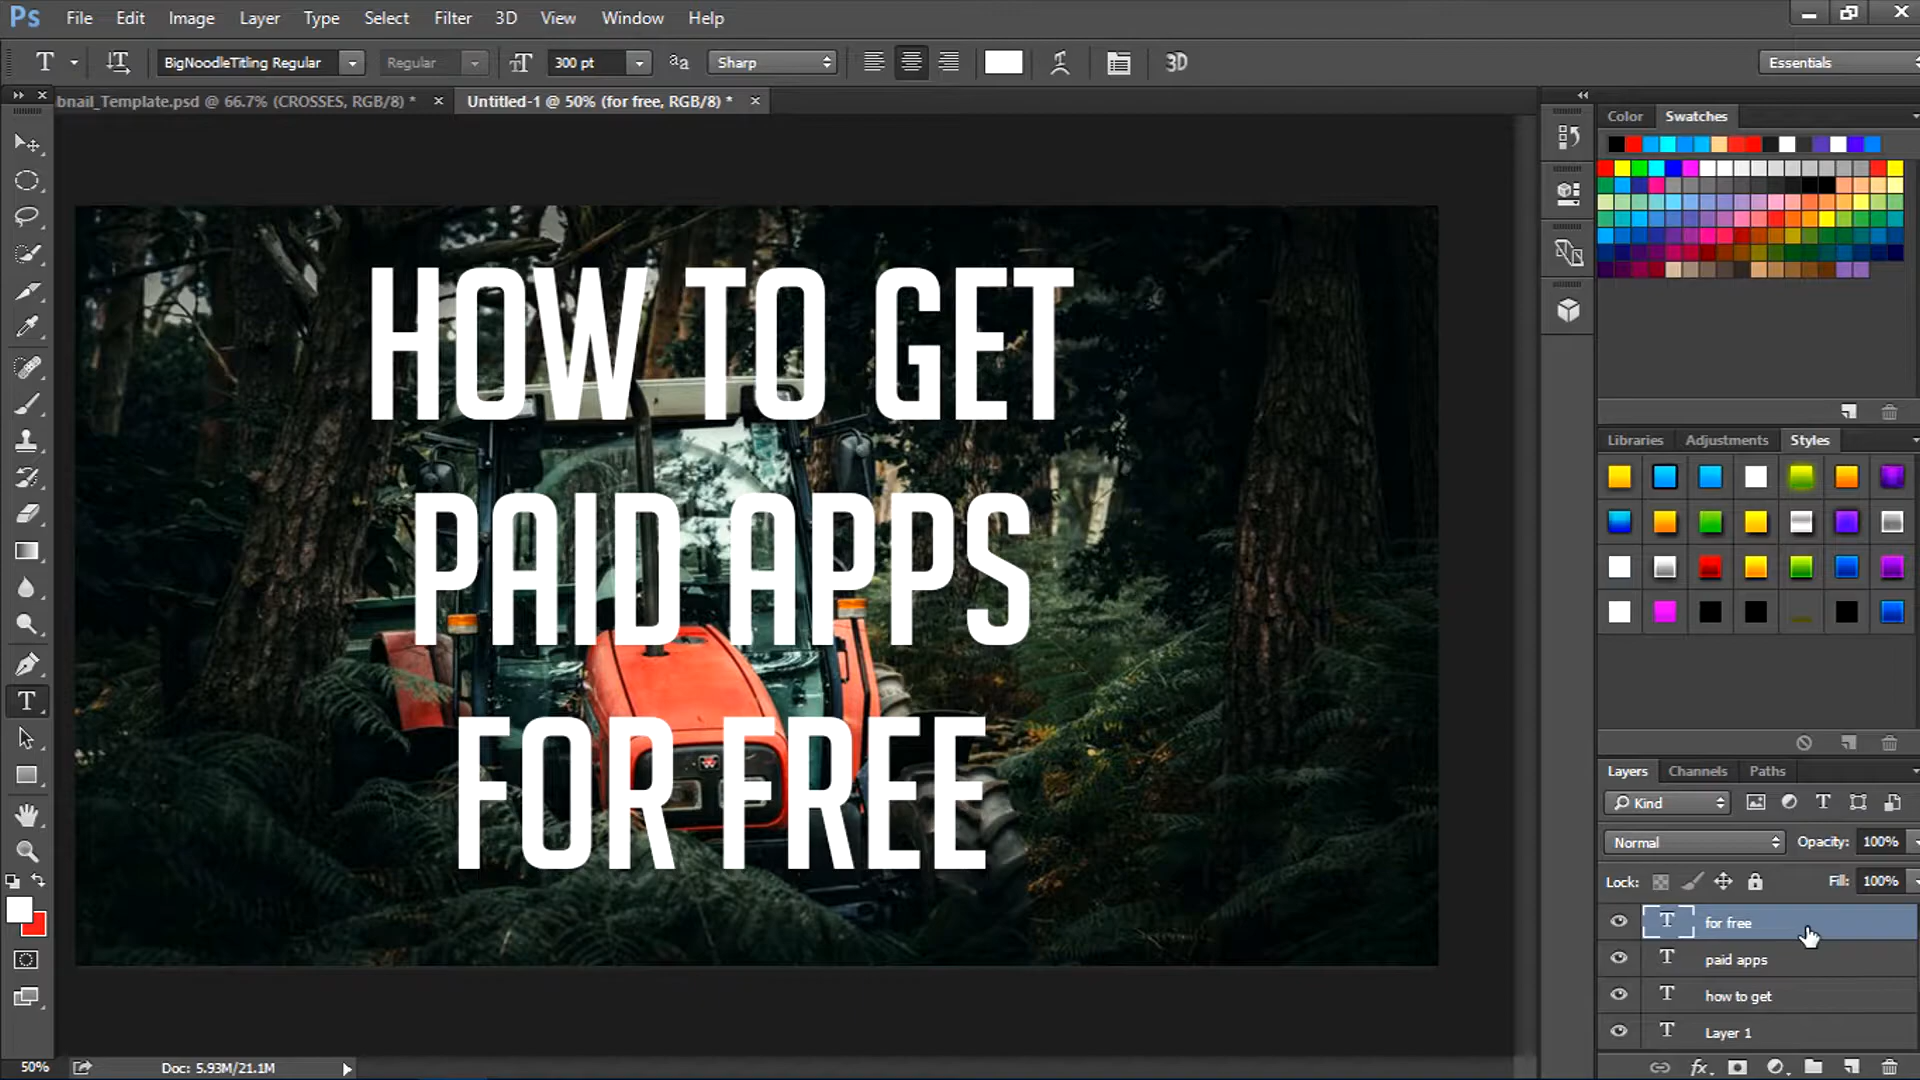 Ps File Edit Image Layer Type Select Filter 3D View Window Help
T BigNoodleTitling Regular Regular 300 pt aa Sharp 3D Essentials
bnail_Template.psd @ 66.7% (CROSSES, RGB/8) * × Untitled-1 @ 50% (for free, RGB/8) * ×
Color Swatches
HOW TO GET
PAID APPS
FOR FREE
Libraries Adjustments Styles
Layers Channels Paths
Kind
Normal Opacity: 100%
Lock: Fill: 100%
T for free
T paid apps
T how to get
T Layer 1
50% Doc: 5.93M/21.1M
fx